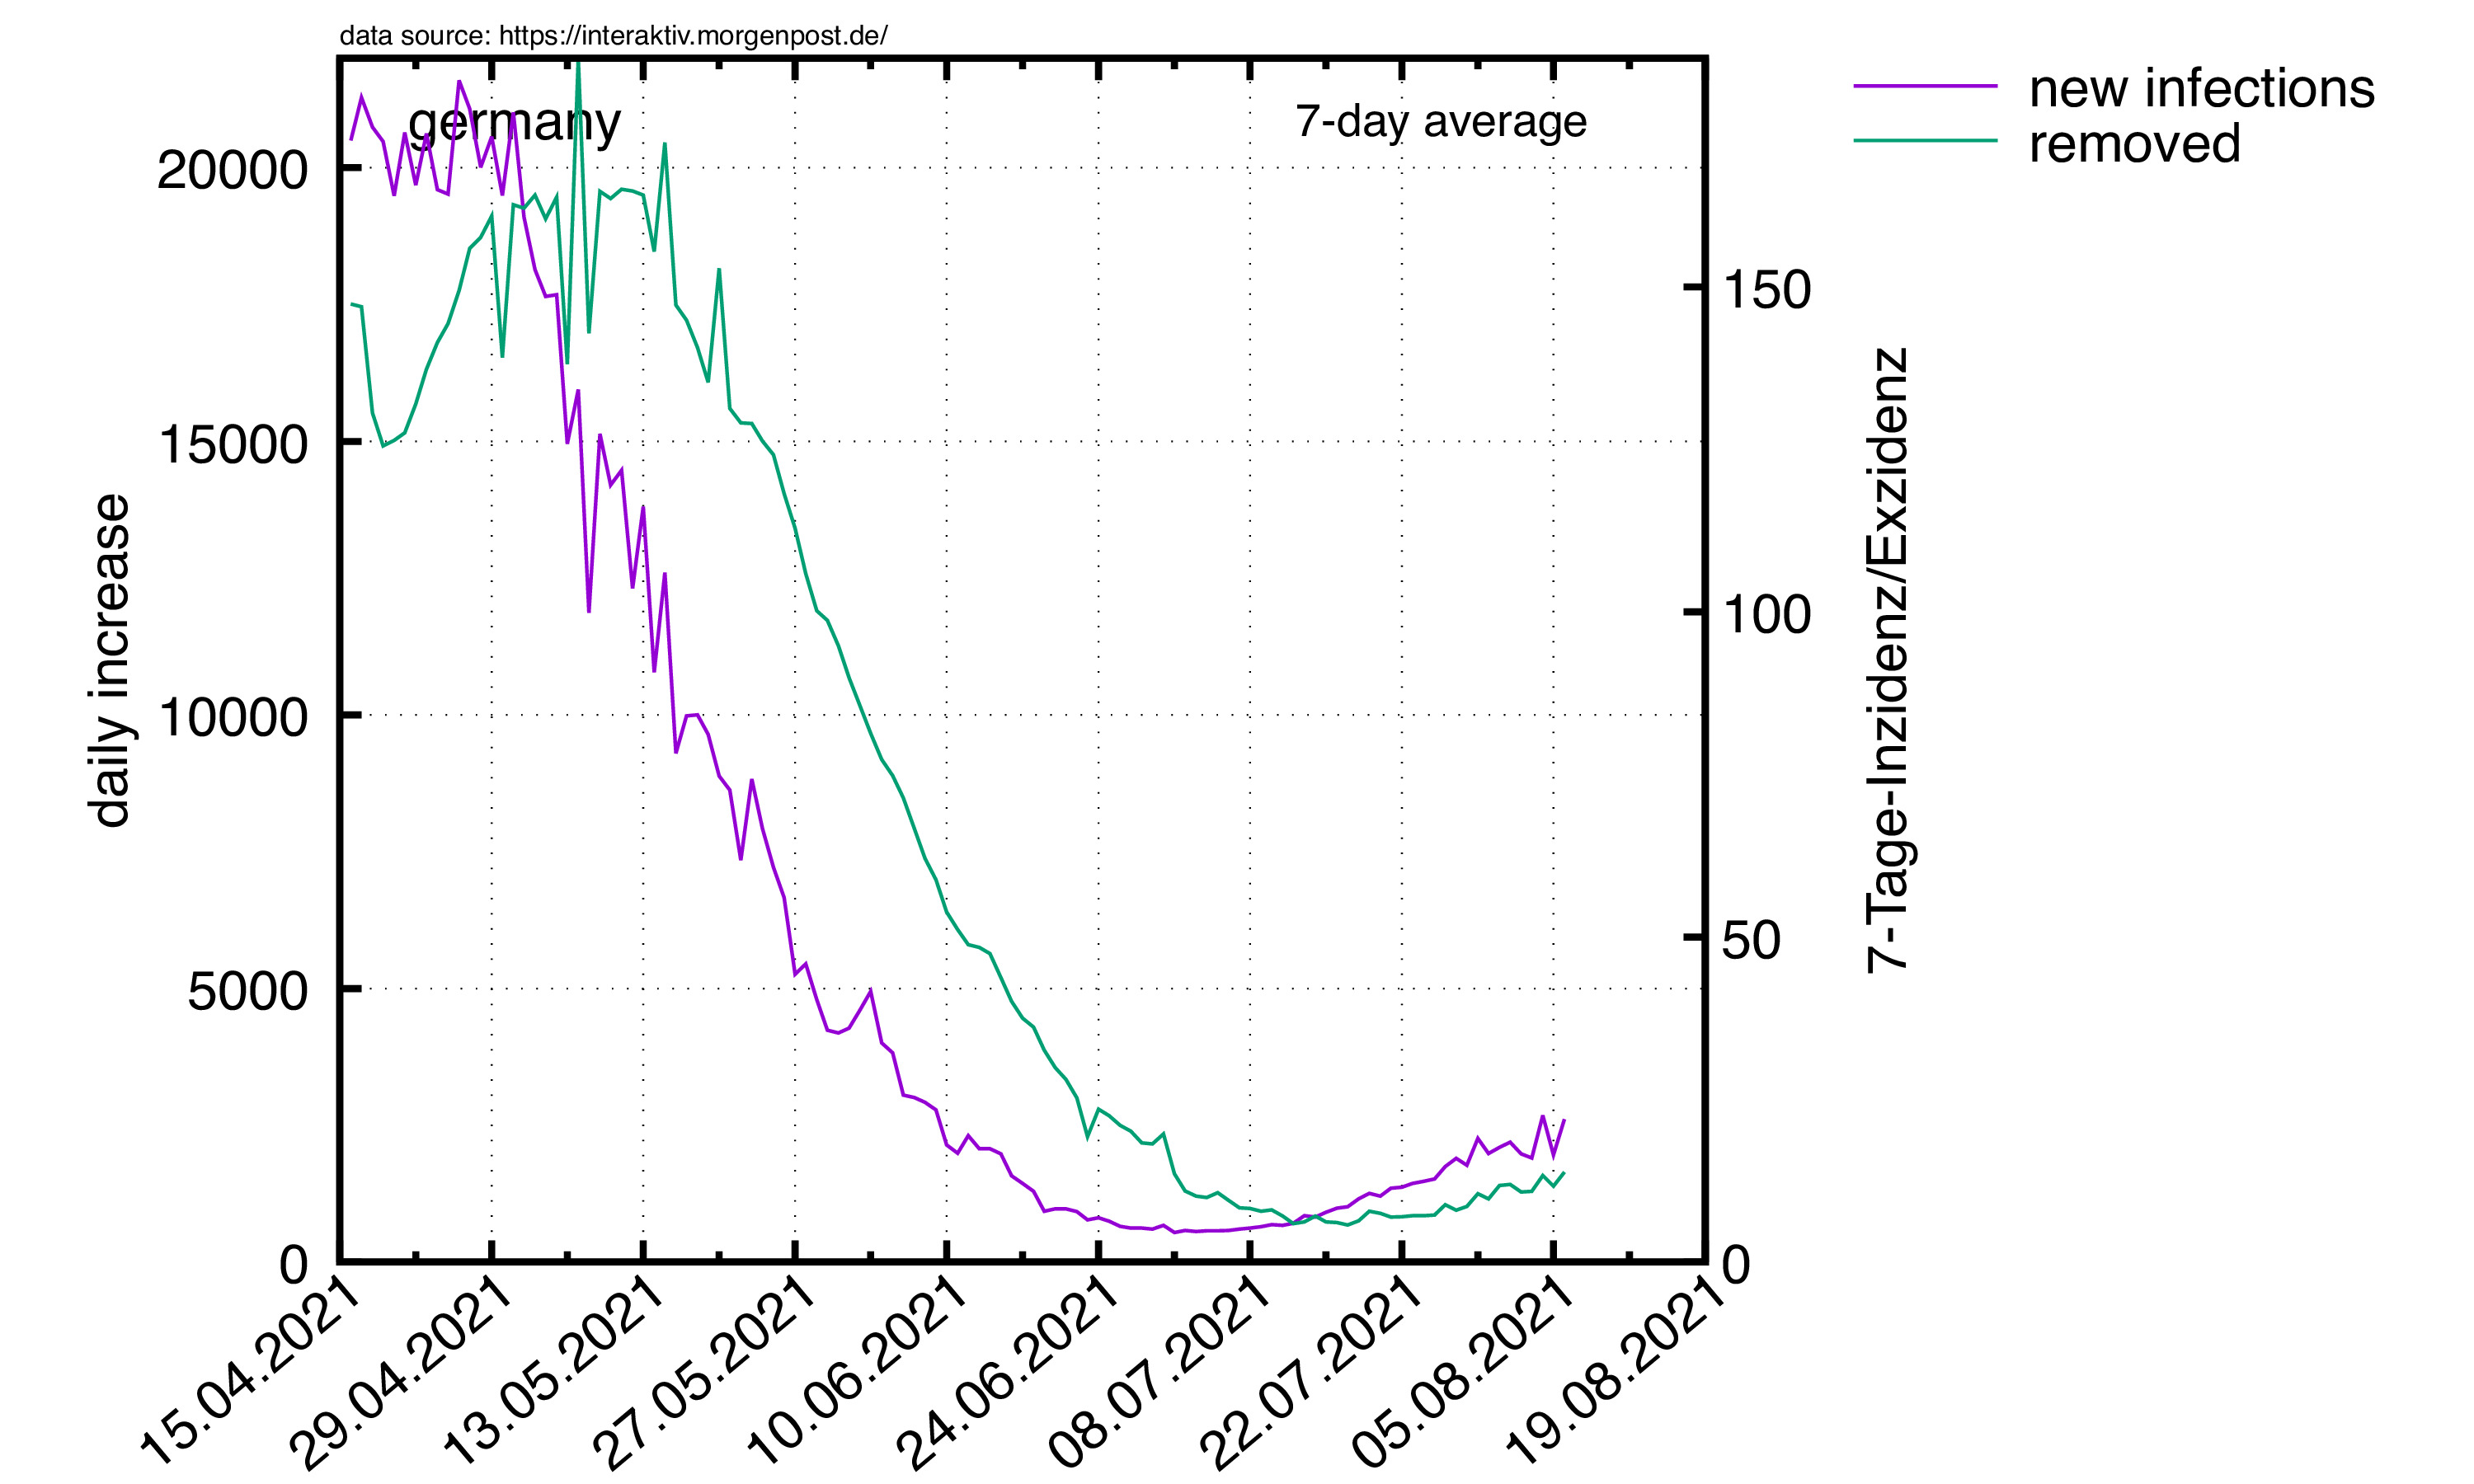 data source: https://interaktiv.morgenpost.de/
germany
7-day average
new infections
removed
daily increase
20000
15000
10000
5000
0
150
100
50
0
7-Tage-Inzidenz/Exzidenz
15.04.2021
29.04.2021
13.05.2021
27.05.2021
10.06.2021
24.06.2021
08.07.2021
22.07.2021
05.08.2021
19.08.2021